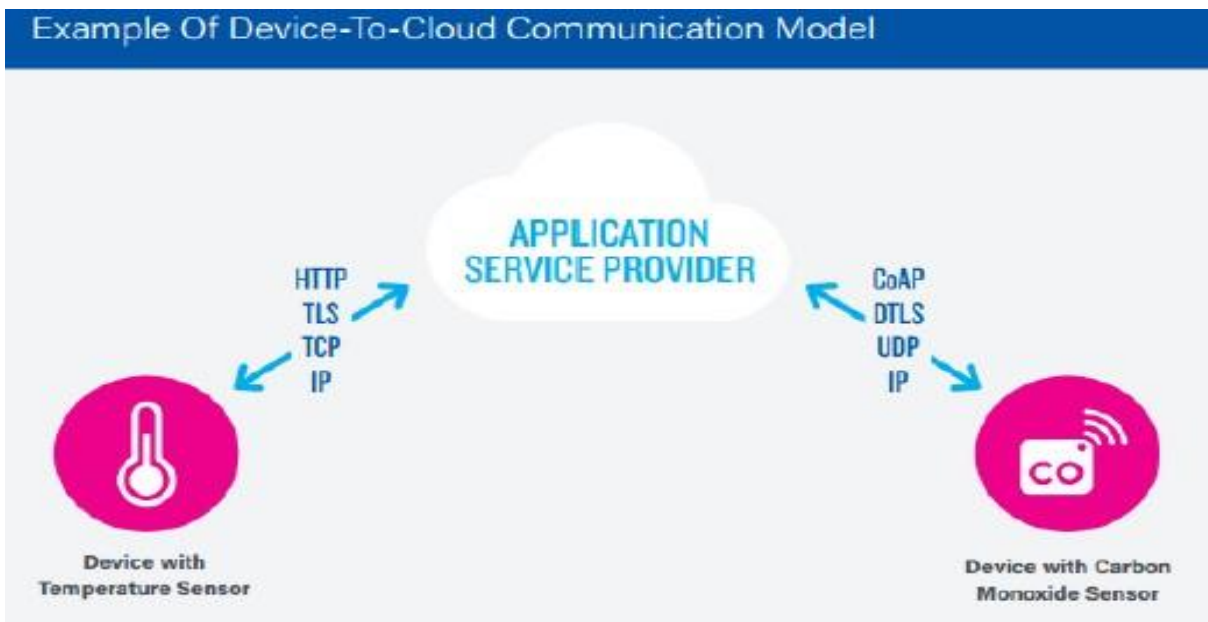 Example Of Device-To-Cloud Communication Model
APPLICATION
SERVICE PROVIDER
HTTP
TLS
TCP
IP
CoAP
DTLS
UDP
IP
CO
Device with
Temperature Sensor
Device with Carbon
Monoxide Sensor